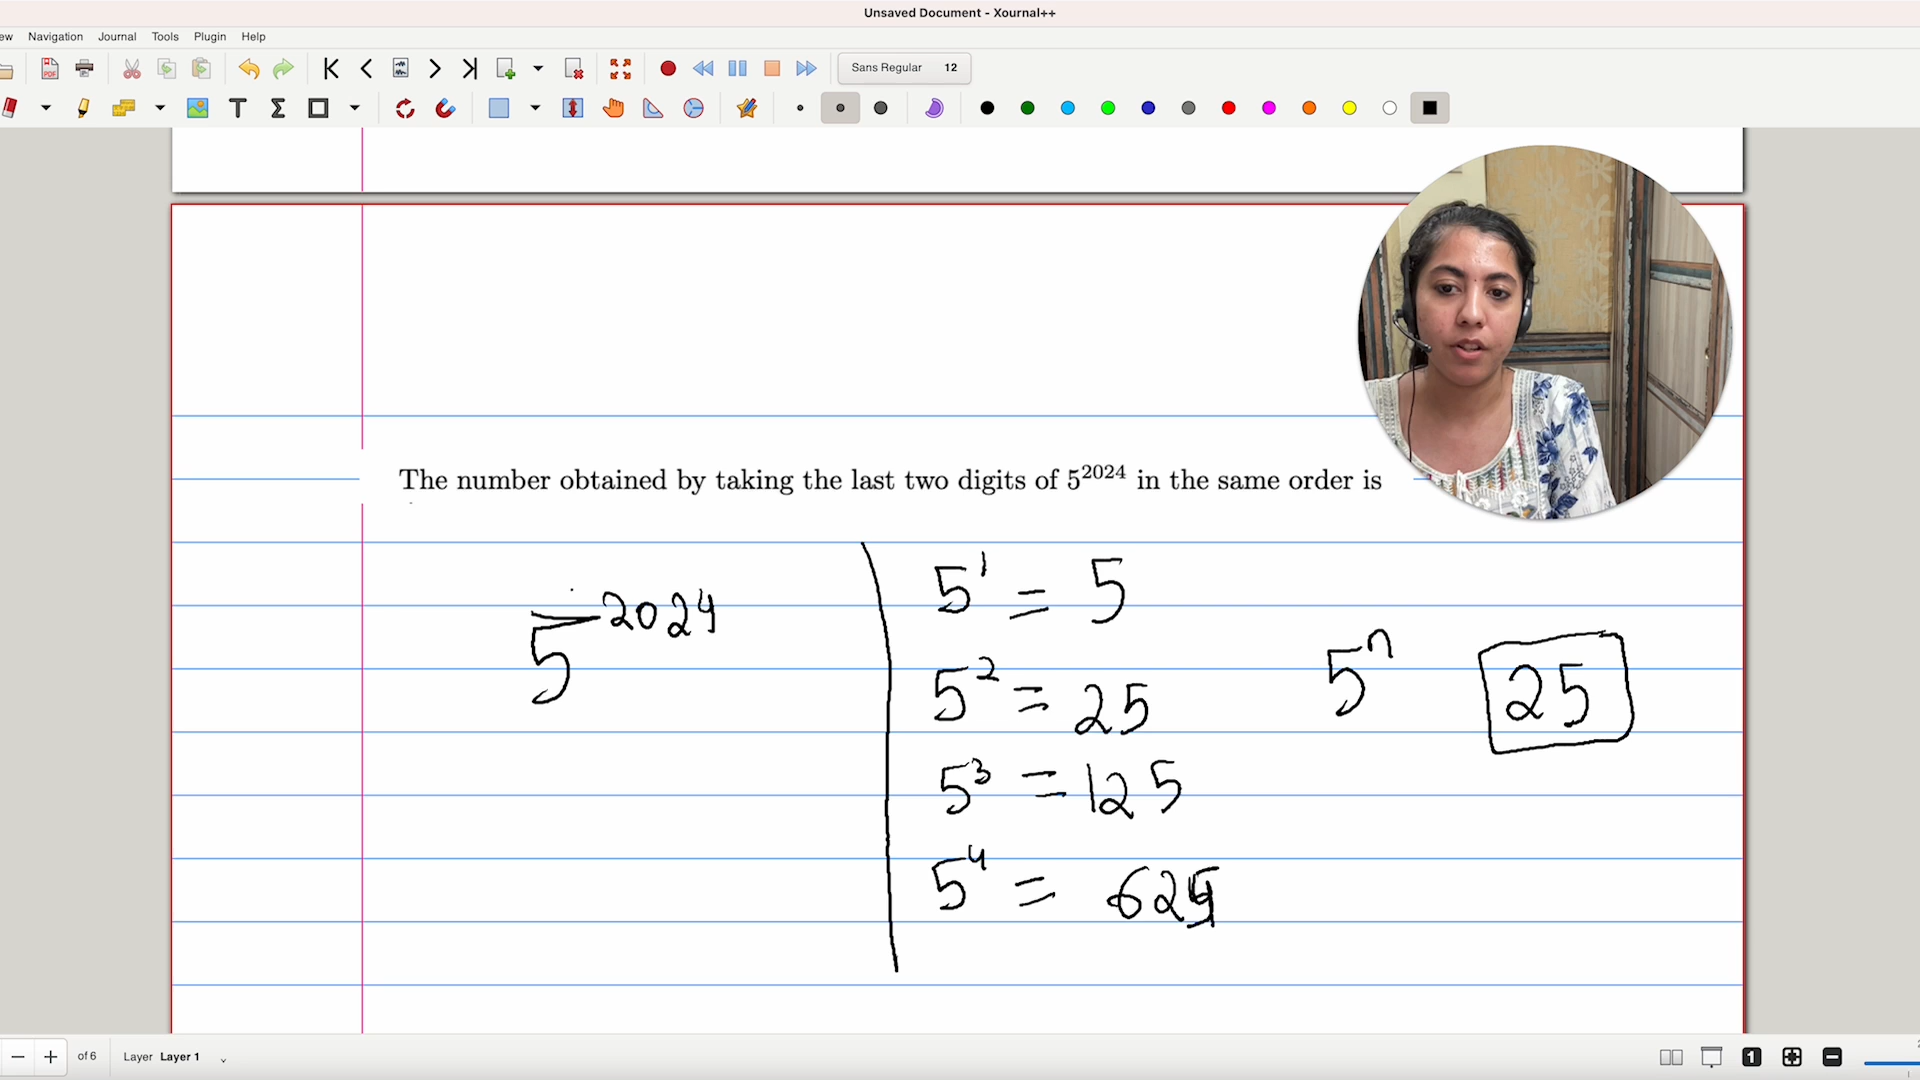 Unsaved Document - Xournal++
ew Navigation Journal Tools Plugin Help
Sans Regular 12
The number obtained by taking the last two digits of 5^2024 in the same order is
5^2024
5^1 = 5
5^2 = 25
5^3 = 125
5^4 = 625
5^n 25
of 6 Layer Layer 1